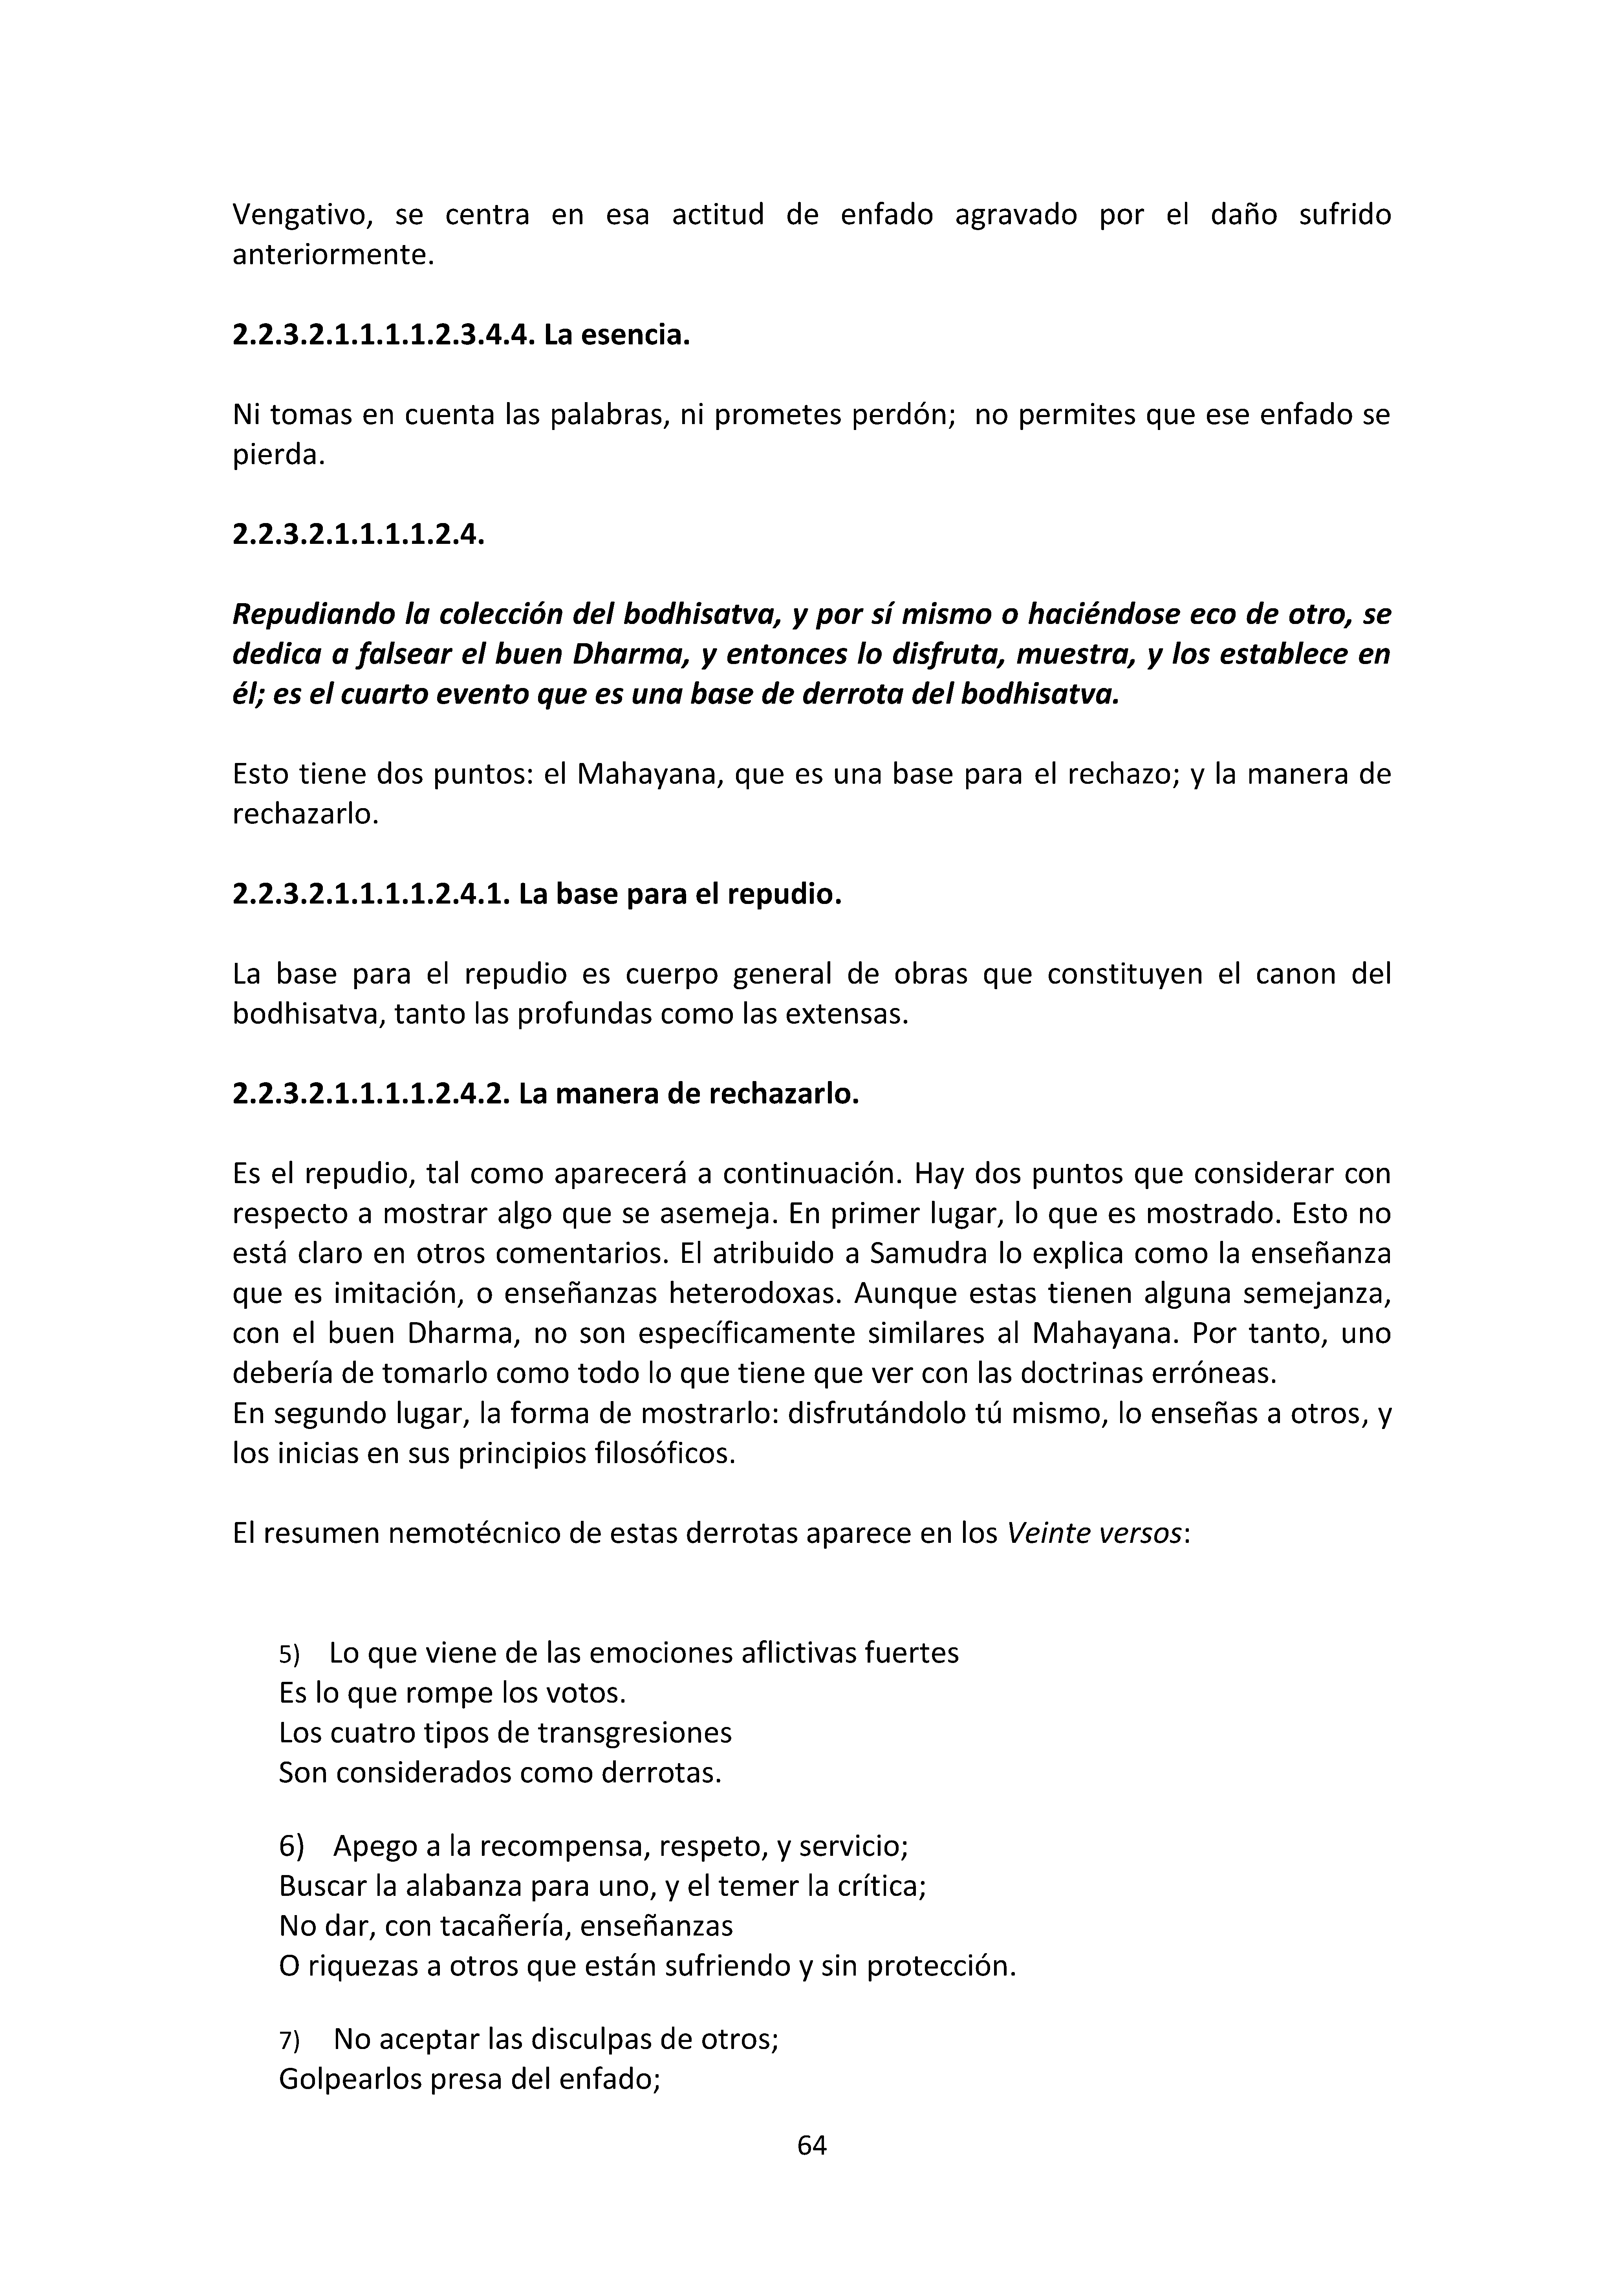 Vengativo, se centra en esa actitud de enfado agravado por el daño sufrido
anteriormente.
2.2.3.2.1.1.1.1.2.3.4.4. La esencia.
Ni tomas en cuenta las palabras, ni prometes perdón;  no permites que ese enfado se
pierda.
2.2.3.2.1.1.1.1.2.4.
Repudiando la colección del bodhisatva, y por sí mismo o haciéndose eco de otro, se
dedica a falsear el buen Dharma, y entonces lo disfruta, muestra, y los establece en
él; es el cuarto evento que es una base de derrota del bodhisatva.
Esto tiene dos puntos: el Mahayana, que es una base para el rechazo; y la manera de
rechazarlo.
2.2.3.2.1.1.1.1.2.4.1. La base para el repudio.
La base para el repudio es cuerpo general de obras que constituyen el canon del
bodhisatva, tanto las profundas como las extensas.
2.2.3.2.1.1.1.1.2.4.2. La manera de rechazarlo.
Es el repudio, tal como aparecerá a continuación. Hay dos puntos que considerar con
respecto a mostrar algo que se asemeja. En primer lugar, lo que es mostrado. Esto no
está claro en otros comentarios. El atribuido a Samudra lo explica como la enseñanza
que es imitación, o enseñanzas heterodoxas. Aunque estas tienen alguna semejanza,
con el buen Dharma, no son específicamente similares al Mahayana. Por tanto, uno
debería de tomarlo como todo lo que tiene que ver con las doctrinas erróneas.
En segundo lugar, la forma de mostrarlo: disfrutándolo tú mismo, lo enseñas a otros, y
los inicias en sus principios filosóficos.
El resumen nemotécnico de estas derrotas aparece en los Veinte versos:
5) Lo que viene de las emociones aflictivas fuertes
Es lo que rompe los votos.
Los cuatro tipos de transgresiones
Son considerados como derrotas.
6) Apego a la recompensa, respeto, y servicio;
Buscar la alabanza para uno, y el temer la crítica;
No dar, con tacañería, enseñanzas
O riquezas a otros que están sufriendo y sin protección.
7) No aceptar las disculpas de otros;
Golpearlos presa del enfado;
64